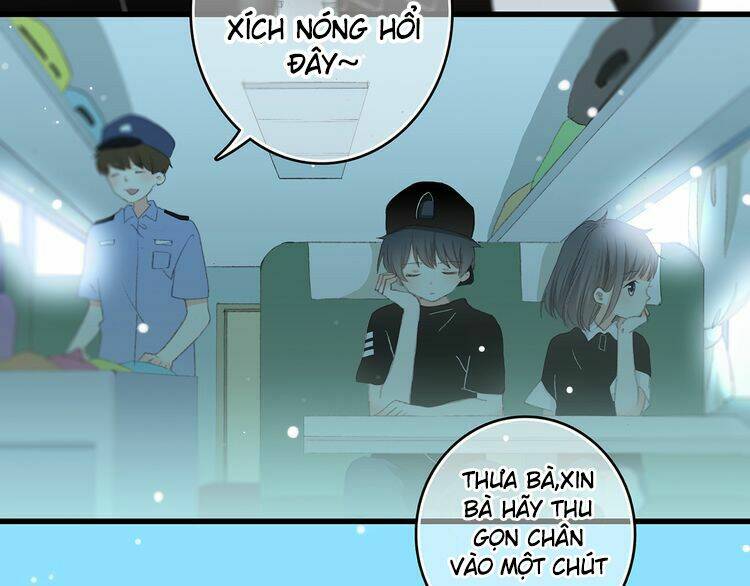 XÍCH NÓNG HỔI
ĐÂY~
THƯA BÀ,XIN
BÀ HÃY THU
GỌN CHÂN
VÀO MỘT CHÚT